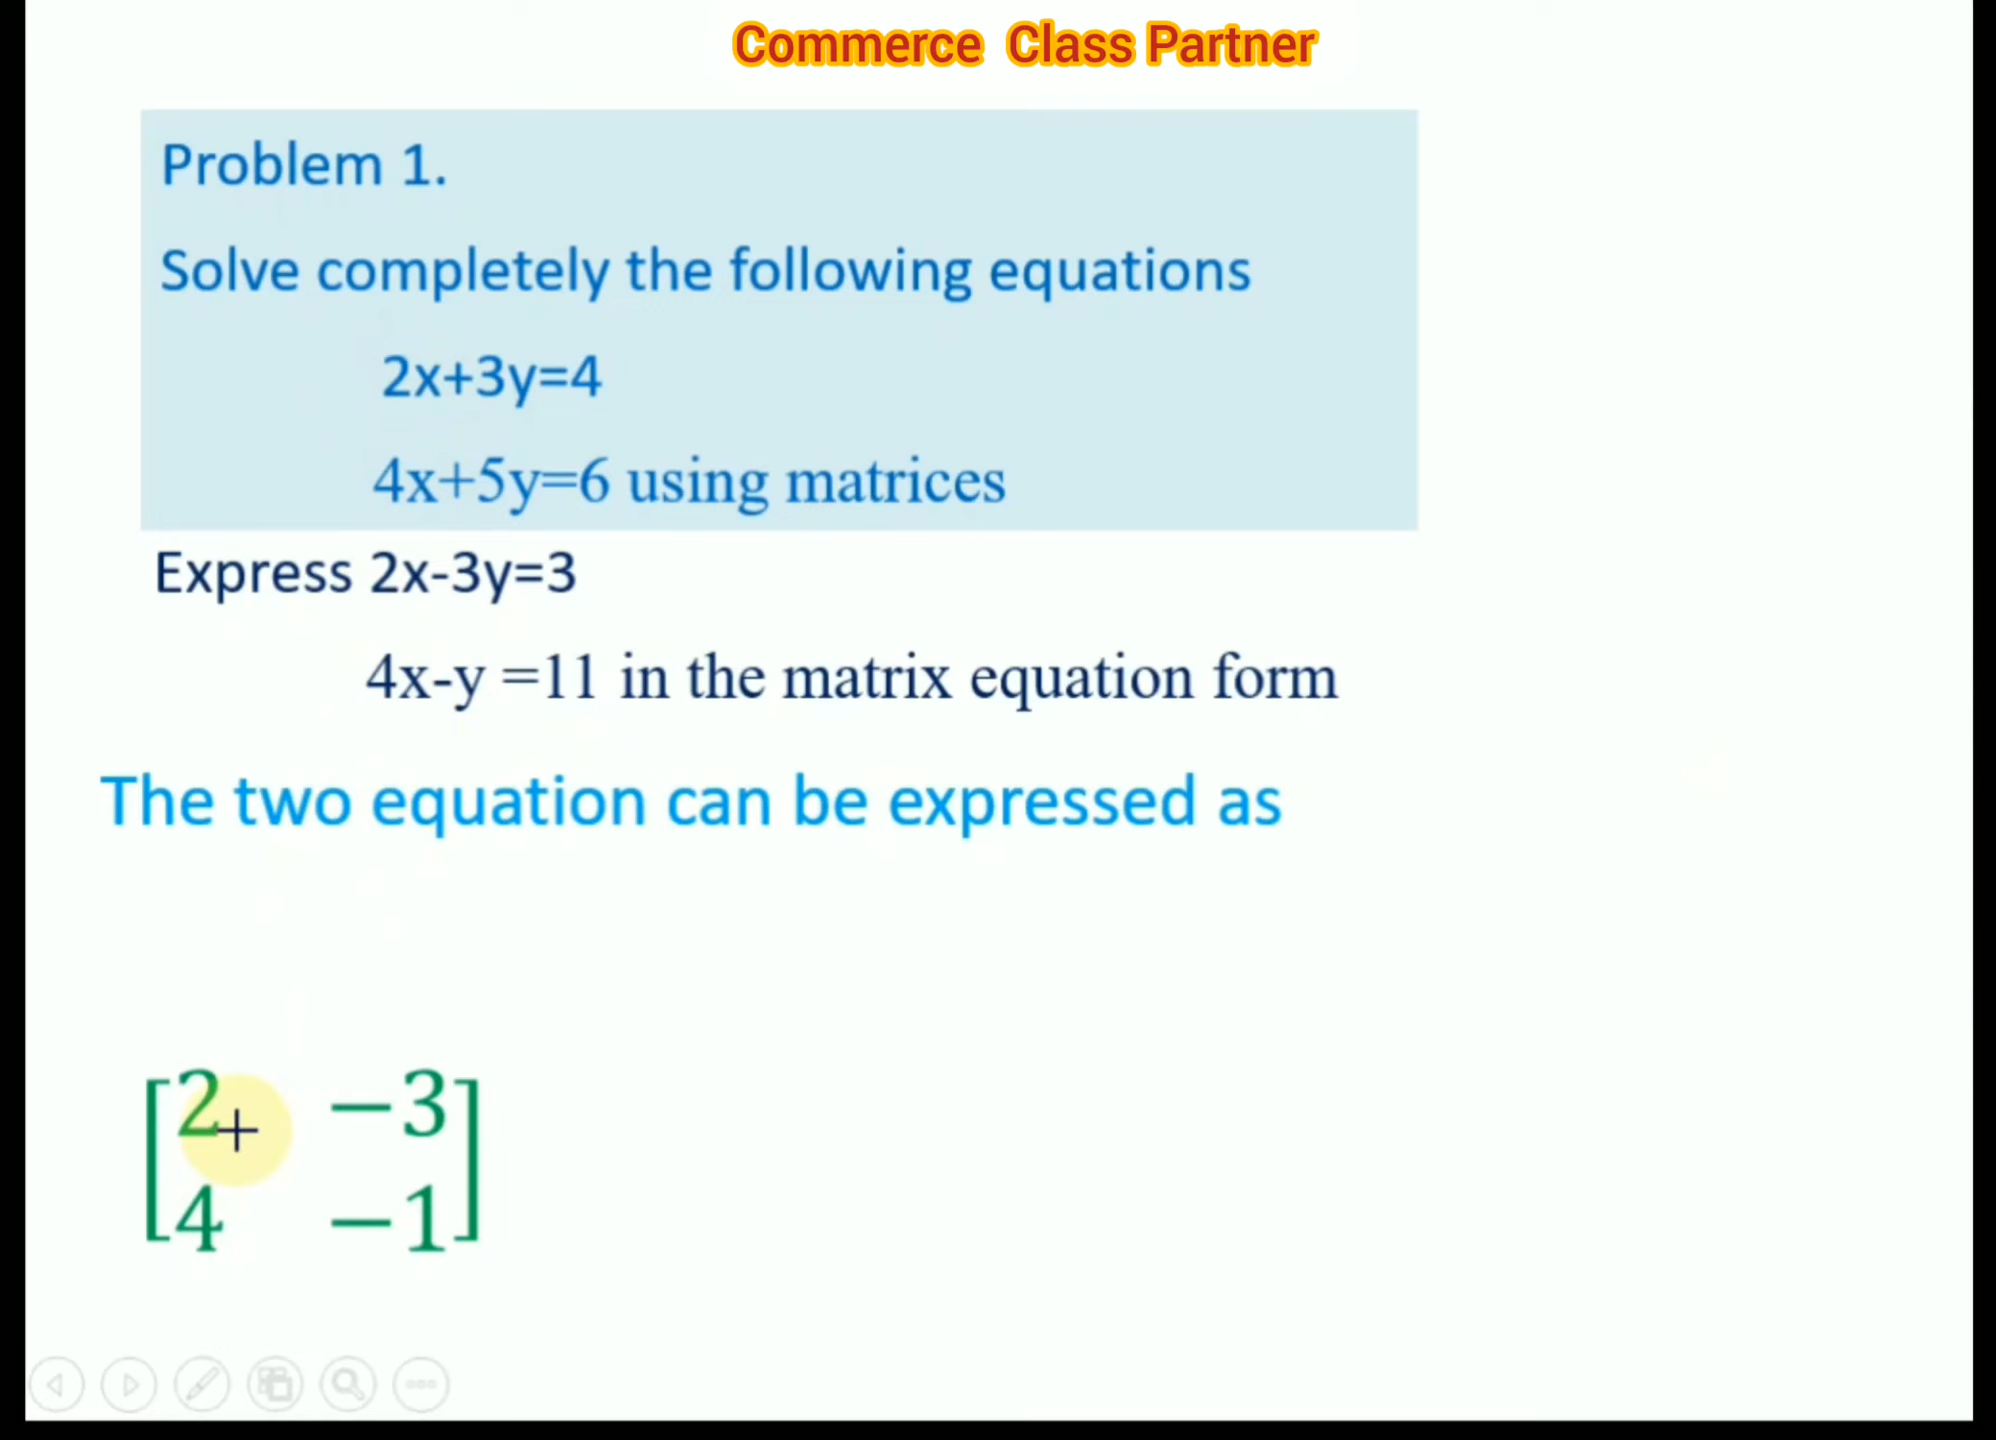 Commerce Class Partner
Problem 1.
Solve completely the following equations
2x+3y=4
4x+5y=6 using matrices
Express 2x-3y=3
4x-y =11 in the matrix equation form
The two equation can be expressed as
[2 −3
4 −1]